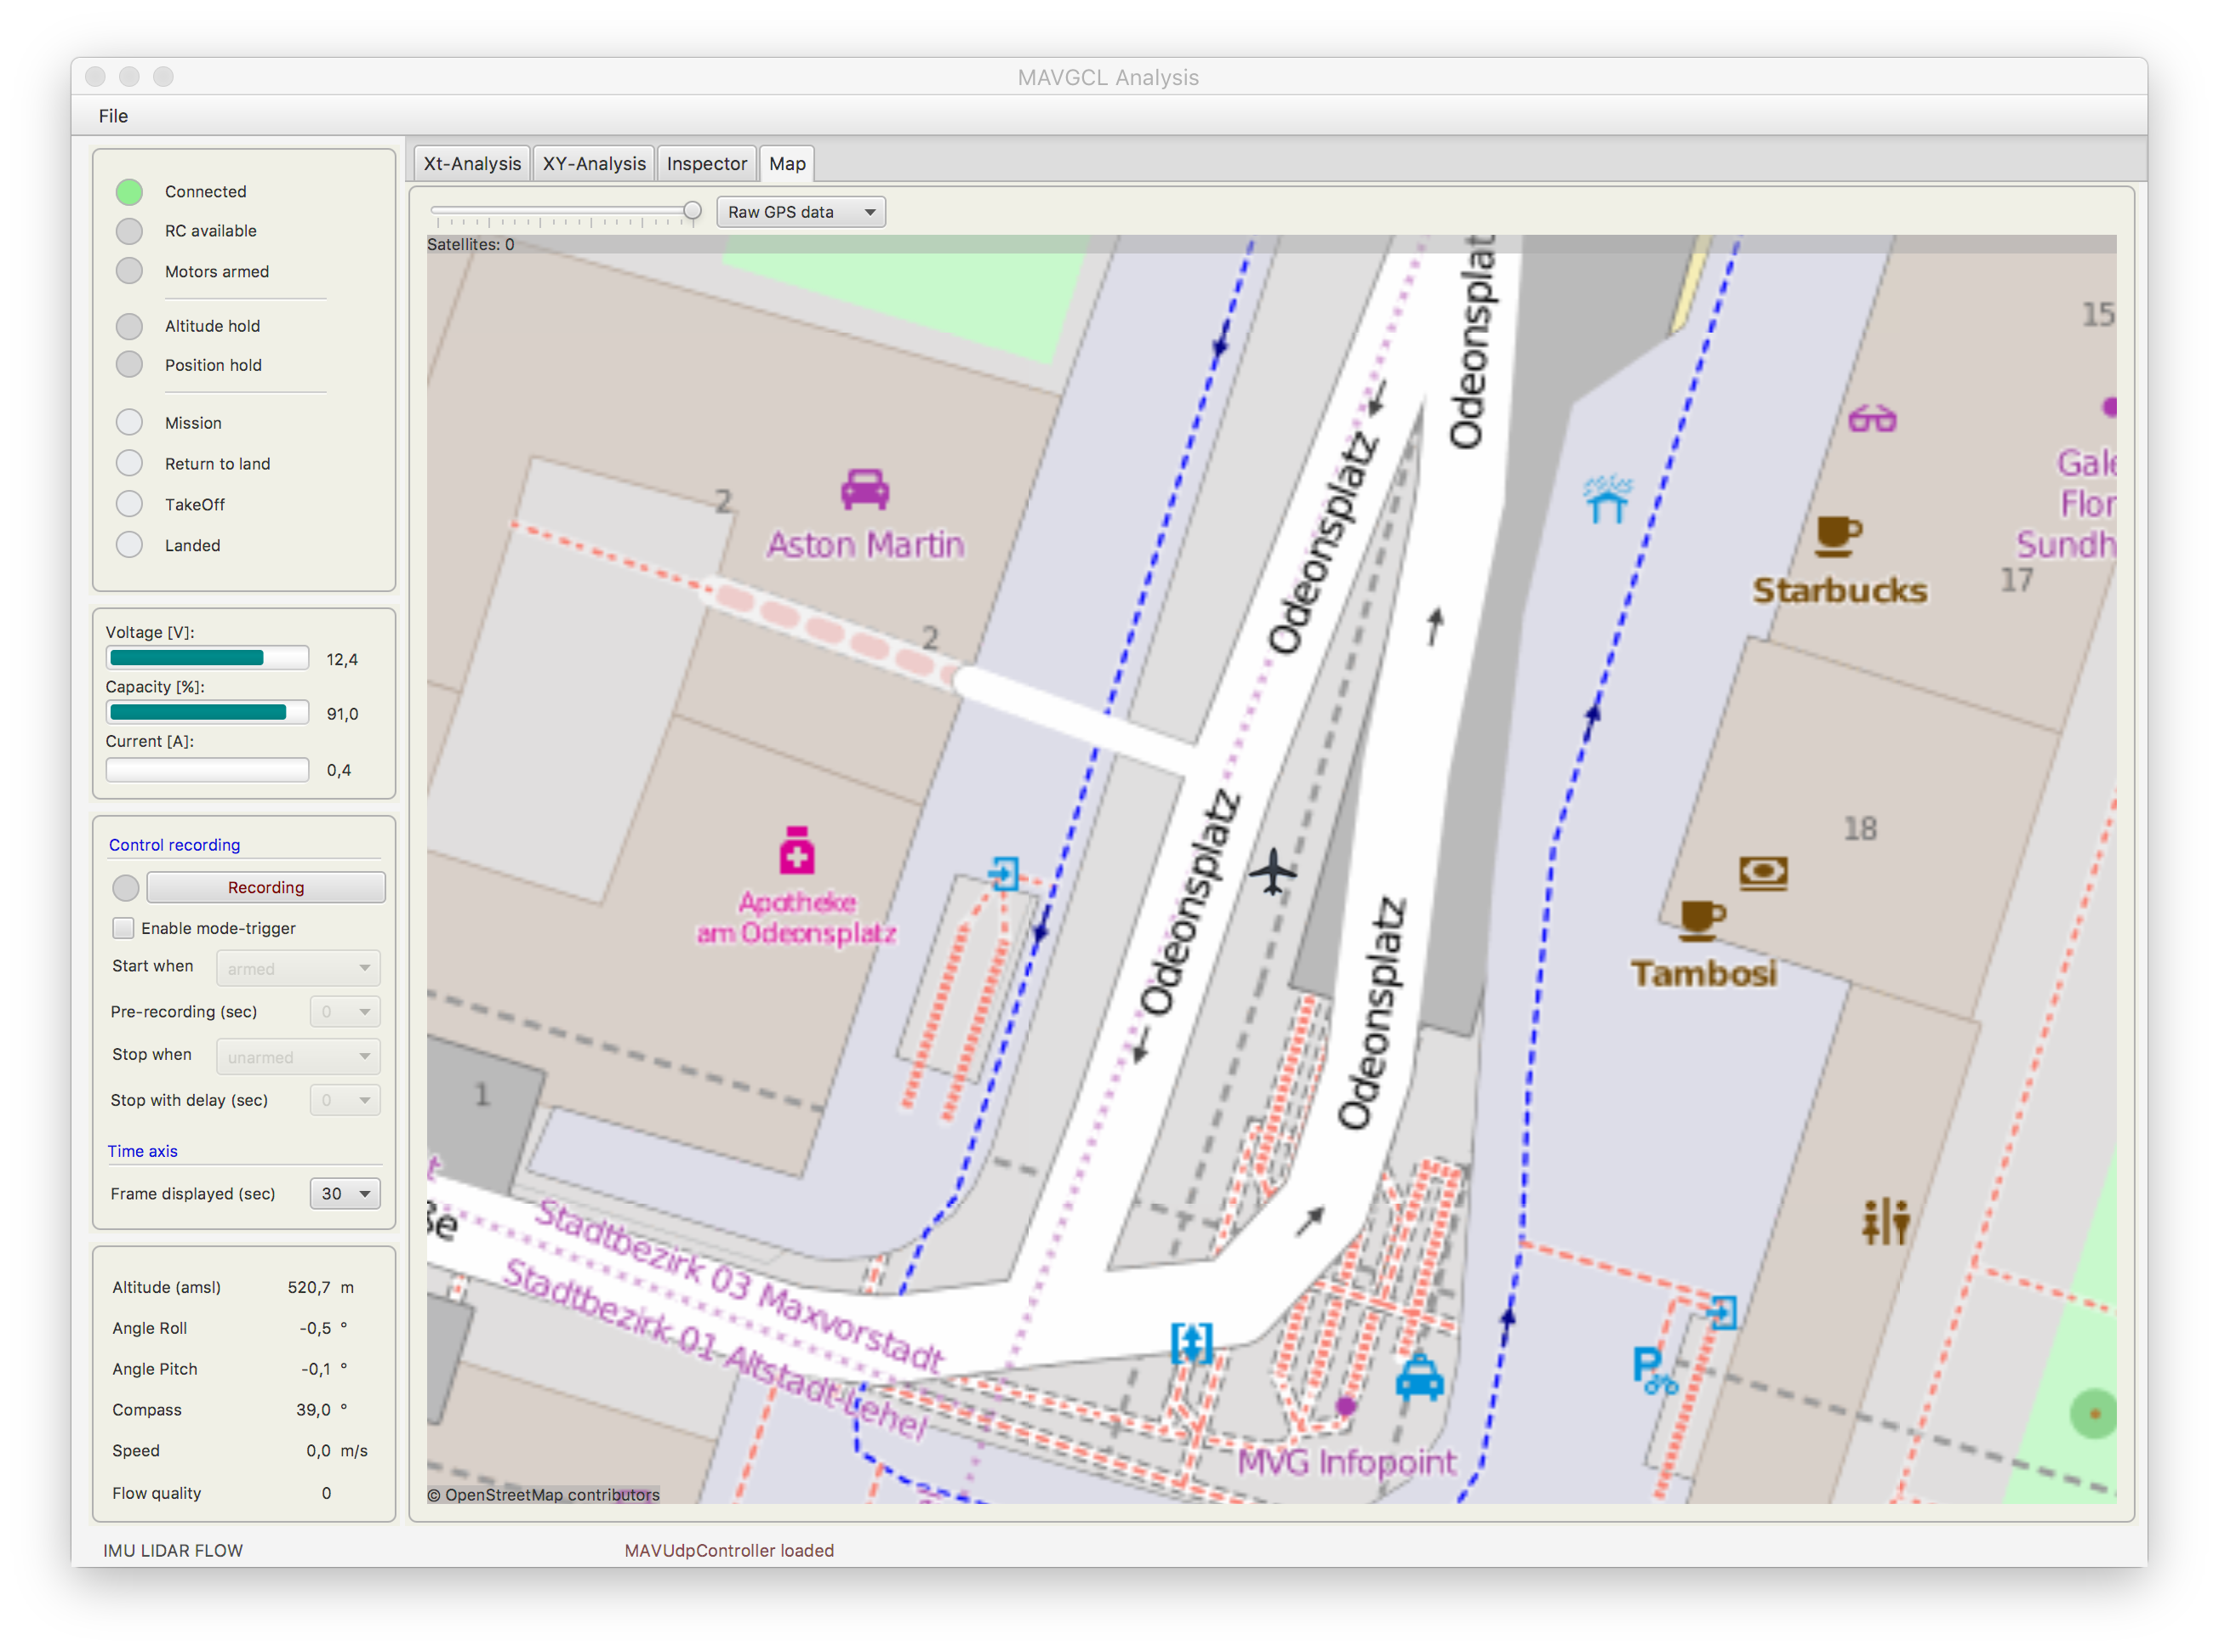 MAVGCL Analysis
File
Connected
RC available
Motors armed
Altitude hold
Position hold
Mission
Return to land
TakeOff
Landed
Voltage [V]:
12,4
Capacity [%]:
91,0
Current [A]:
0,4
Control recording
Recording
Enable mode-trigger
Start when armed
Pre-recording (sec) 0
Stop when unarmed
Stop with delay (sec) 0
Time axis
Frame displayed (sec) 30
Altitude (amsl) 520,7 m
Angle Roll -0,5 °
Angle Pitch -0,1 °
Compass 39,0 °
Speed 0,0 m/s
Flow quality 0
IMU LIDAR FLOW
MAVUdpController loaded
Xt-Analysis XY-Analysis Inspector Map
Raw GPS data
Satellites: 0
Odeonsplatz
15
Odeonsplatz
2
Aston Martin
Gale
Flor
Sundh
17
Starbucks
2
Odeonsplatz
18
Apotheke
am Odeonsplatz
Odeonsplatz
Tambosi
1
t
ße
Stadtbezirk 03 Maxvorstadt
Stadtbezirk 01 Altstadt-Lehel
P
MVG Infopoint
© OpenStreetMap contributors